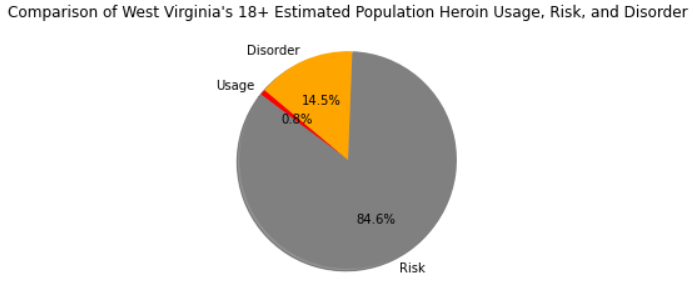 Comparison of West Virginia's 18+ Estimated Population Heroin Usage, Risk, and Disorder
Disorder
Usage
14.5%
0.8%
84.6%
Risk